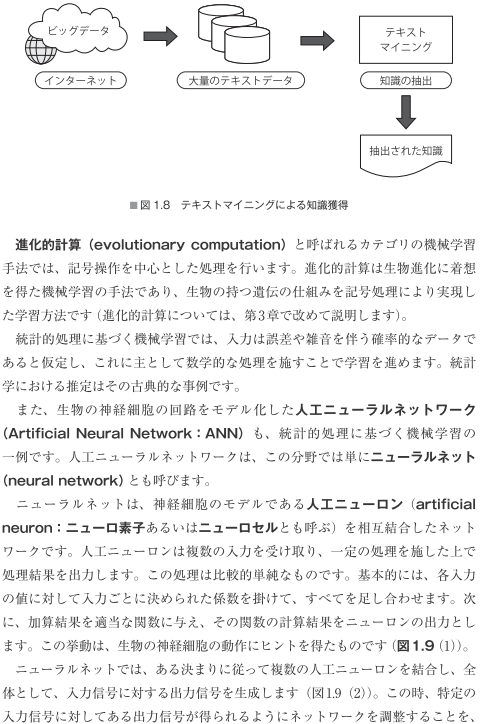 ビッグデータ
インターネット
大量のテキストデータ
テキスト
マイニング
知識の抽出
抽出された知識
■図1.8 テキストマイニングによる知識獲得
進化的計算（evolutionary computation）と呼ばれるカテゴリの機械学習
手法では、記号操作を中心とした処理を行います。進化的計算は生物進化に着想
を得た機械学習の手法であり、生物の持つ遺伝の仕組みを記号処理により実現し
た学習方法です（進化的計算については、第3章で改めて説明します）。
統計的処理に基づく機械学習では、入力は誤差や雑音を伴う確率的なデータで
あると仮定し、これに主として数学的な処理を施すことで学習を進めます。統計
学における推定はその古典的な事例です。
また、生物の神経細胞の回路をモデル化した人工ニューラルネットワーク
（Artificial Neural Network：ANN）も、統計的処理に基づく機械学習の
一例です。人工ニューラルネットワークは、この分野では単にニューラルネット
（neural network）とも呼びます。
ニューラルネットは、神経細胞のモデルである人工ニューロン（artificial
neuron：ニューロ素子あるいはニューロセルとも呼ぶ）を相互結合したネット
ワークです。人工ニューロンは複数の入力を受け取り、一定の処理を施した上で
処理結果を出力します。この処理は比較的単純なものです。基本的には、各入力
の値に対して入力ごとに決められた係数を掛けて、すべてを足し合わせます。次
に、加算結果を適当な関数に与え、その関数の計算結果をニューロンの出力とし
ます。この挙動は、生物の神経細胞の動作にヒントを得たものです（図1.9（1））。
ニューラルネットでは、ある決まりに従って複数の人工ニューロンを結合し、全
体として、入力信号に対する出力信号を生成します（図1.9（2））。この時、特定の
入力信号に対してある出力信号が得られるようにネットワークを調整することを、